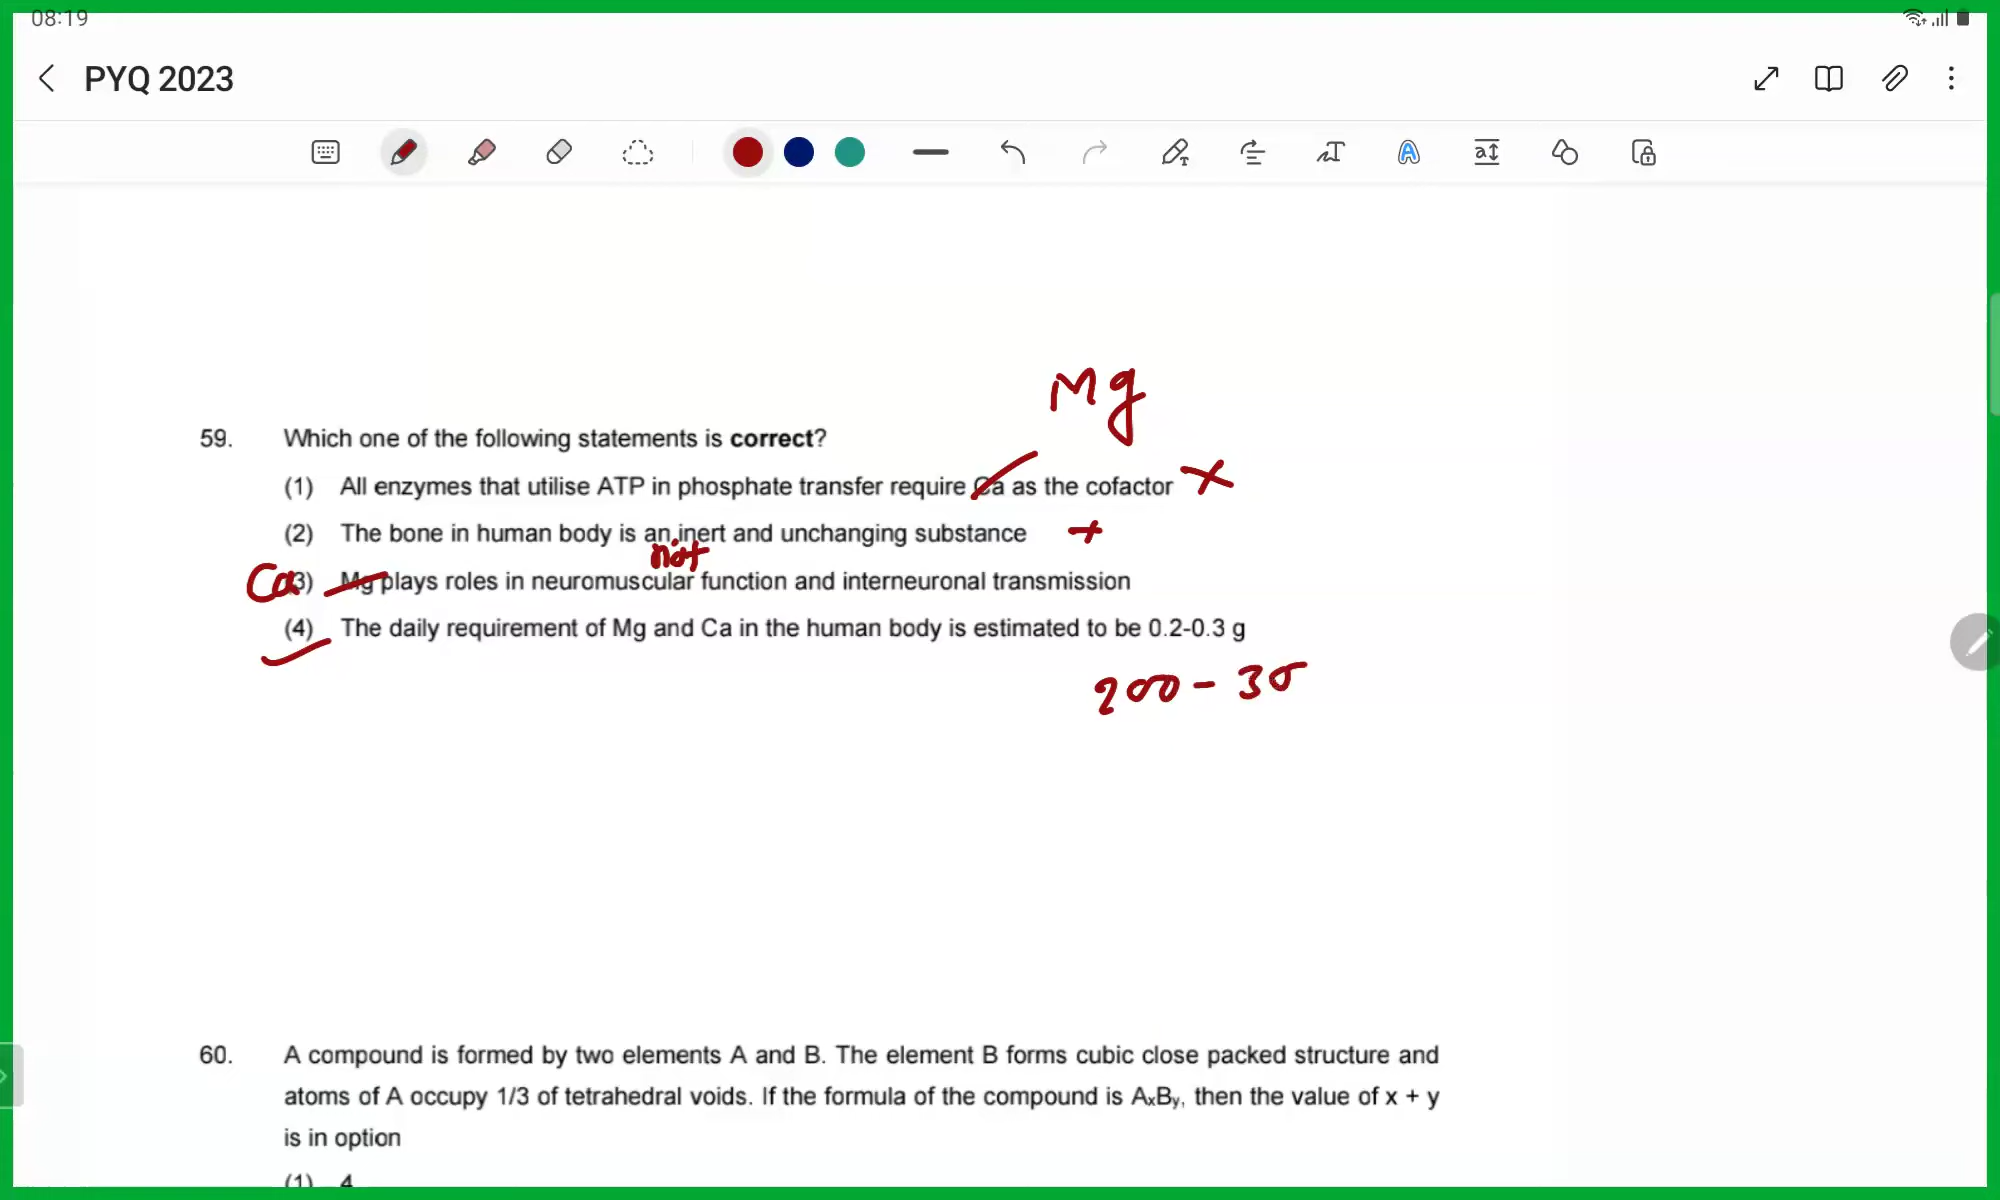 08:19
PYQ 2023
Mg
59. Which one of the following statements is correct?
(1) All enzymes that utilise ATP in phosphate transfer require Ca as the cofactor
(2) The bone in human body is an inert and unchanging substance
not
Ca
(3) Mg plays roles in neuromuscular function and interneuronal transmission
(4) The daily requirement of Mg and Ca in the human body is estimated to be 0.2-0.3 g
200 - 30
60. A compound is formed by two elements A and B. The element B forms cubic close packed structure and
atoms of A occupy 1/3 of tetrahedral voids. If the formula of the compound is AxBy, then the value of x + y
is in option
(1) 4